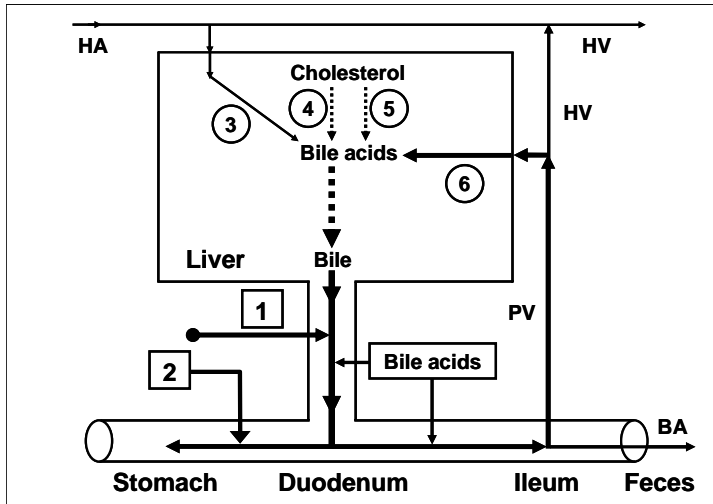 HA
HV
Cholesterol
4
5
3
HV
Bile acids
6
Liver
Bile
1
PV
2
Bile acids
BA
Stomach
Duodenum
Ileum
Feces